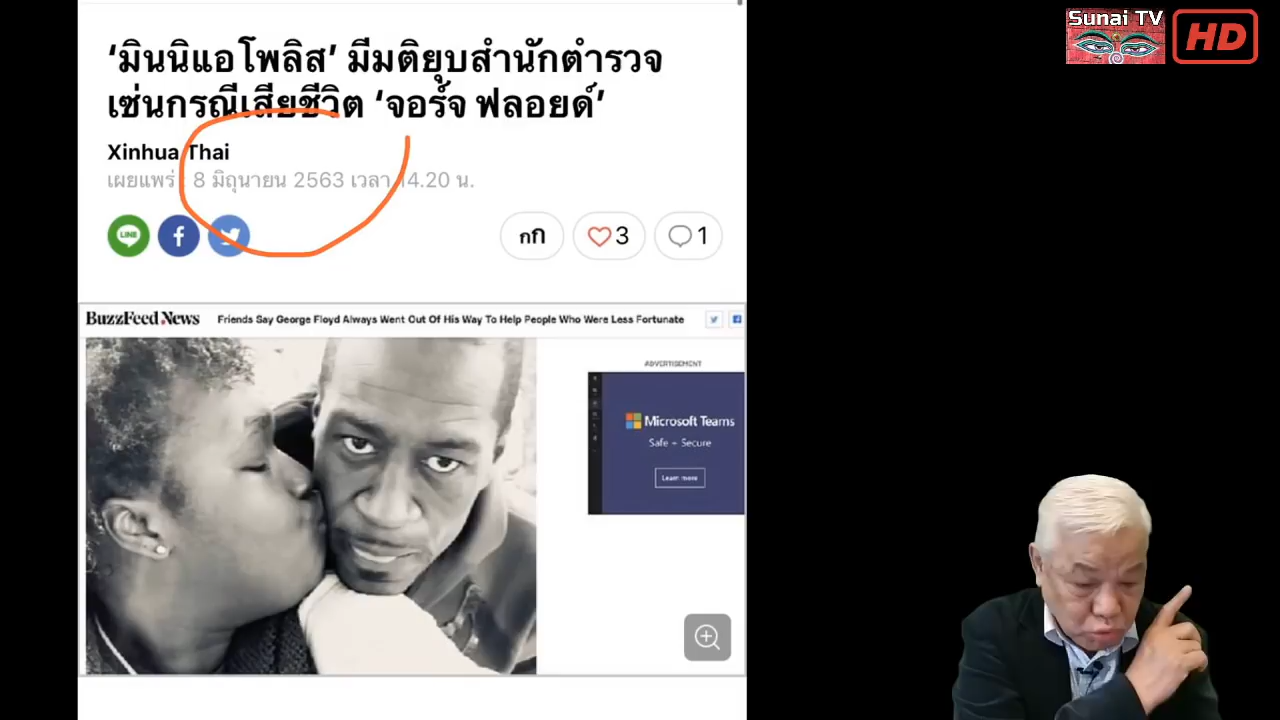 Sunai TV
HD
‘มินนิแอโพลิส’ มีมติยุบสำนักตำรวจ
เซ่นกรณีเสียชีวิต ‘จอร์จ ฟลอยด์’
Xinhua Thai
เผยแพร่ : 8 มิถุนายน 2563 เวลา 14.20 น.
LINE
กก
3
1
BuzzFeed News
Friends Say George Floyd Always Went Out Of His Way To Help People Who Were Less Fortunate
ADVERTISEMENT
Microsoft Teams
Safe + Secure
Learn more